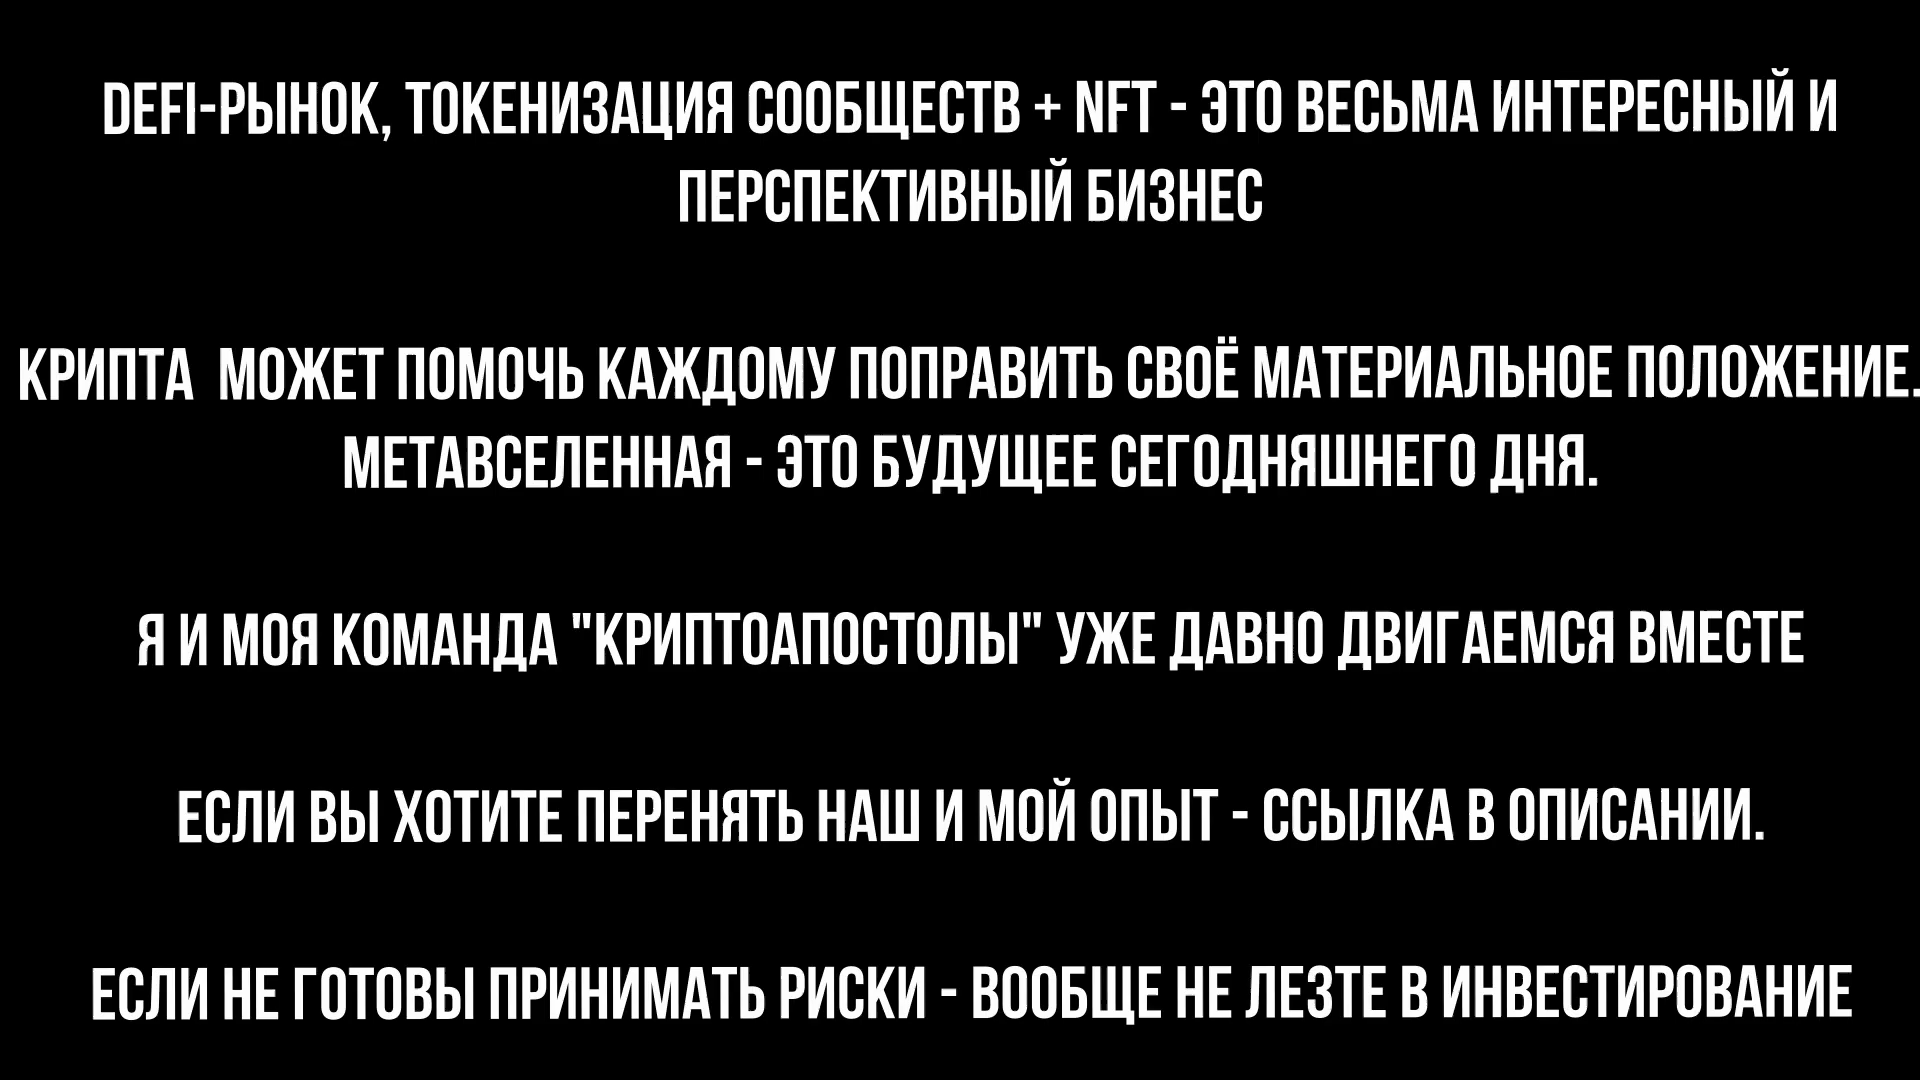 DEFI-РЫНОК, ТОКЕНИЗАЦИЯ СООБЩЕСТВ + NFT - ЭТО ВЕСЬМА ИНТЕРЕСНЫЙ И
ПЕРСПЕКТИВНЫЙ БИЗНЕС
КРИПТА МОЖЕТ ПОМОЧЬ КАЖДОМУ ПОПРАВИТЬ СВОЁ МАТЕРИАЛЬНОЕ ПОЛОЖЕНИЕ.
МЕТАВСЕЛЕННАЯ - ЭТО БУДУЩЕЕ СЕГОДНЯШНЕГО ДНЯ.
Я И МОЯ КОМАНДА "КРИПТОАПОСТОЛЫ" УЖЕ ДАВНО ДВИГАЕМСЯ ВМЕСТЕ
ЕСЛИ ВЫ ХОТИТЕ ПЕРЕНЯТЬ НАШ И МОЙ ОПЫТ - ССЫЛКА В ОПИСАНИИ.
ЕСЛИ НЕ ГОТОВЫ ПРИНИМАТЬ РИСКИ - ВООБЩЕ НЕ ЛЕЗТЕ В ИНВЕСТИРОВАНИЕ